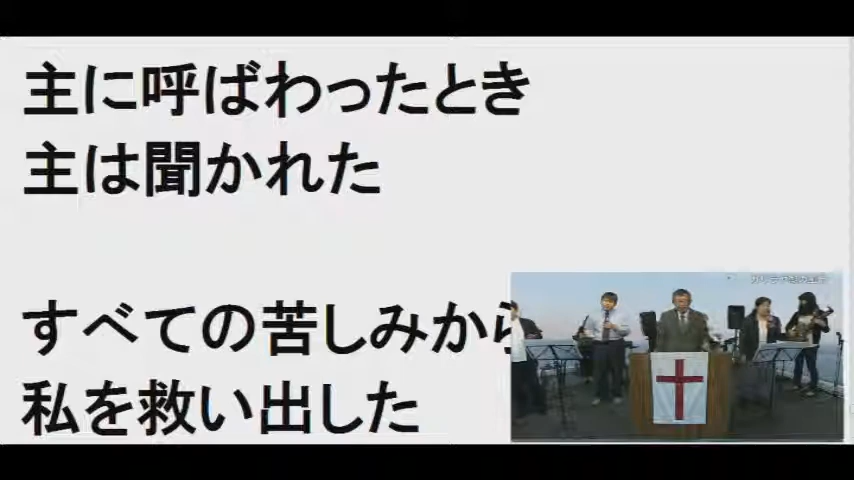 主に呼ばわったとき
主は聞かれた
すべての苦しみから
私を救い出した